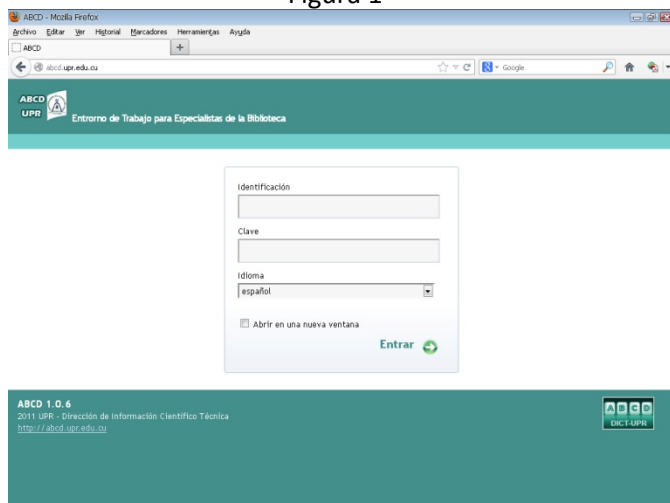 Figura 1
ABCD - Mozilla Firefox
Archivo Editar Ver Historial Marcadores Herramientas Ayuda
ABCD
abcd.upr.edu.cu
Google
ABCD
UPR
Entrorno de Trabajo para Especialistas de la Biblioteca
Identificación
Clave
Idioma
español
Abrir en una nueva ventana
Entrar
ABCD 1.0.6
2011 UPR - Dirección de Información Científico Técnica
http://abcd.upr.edu.cu
ABCD
DICT-UPR